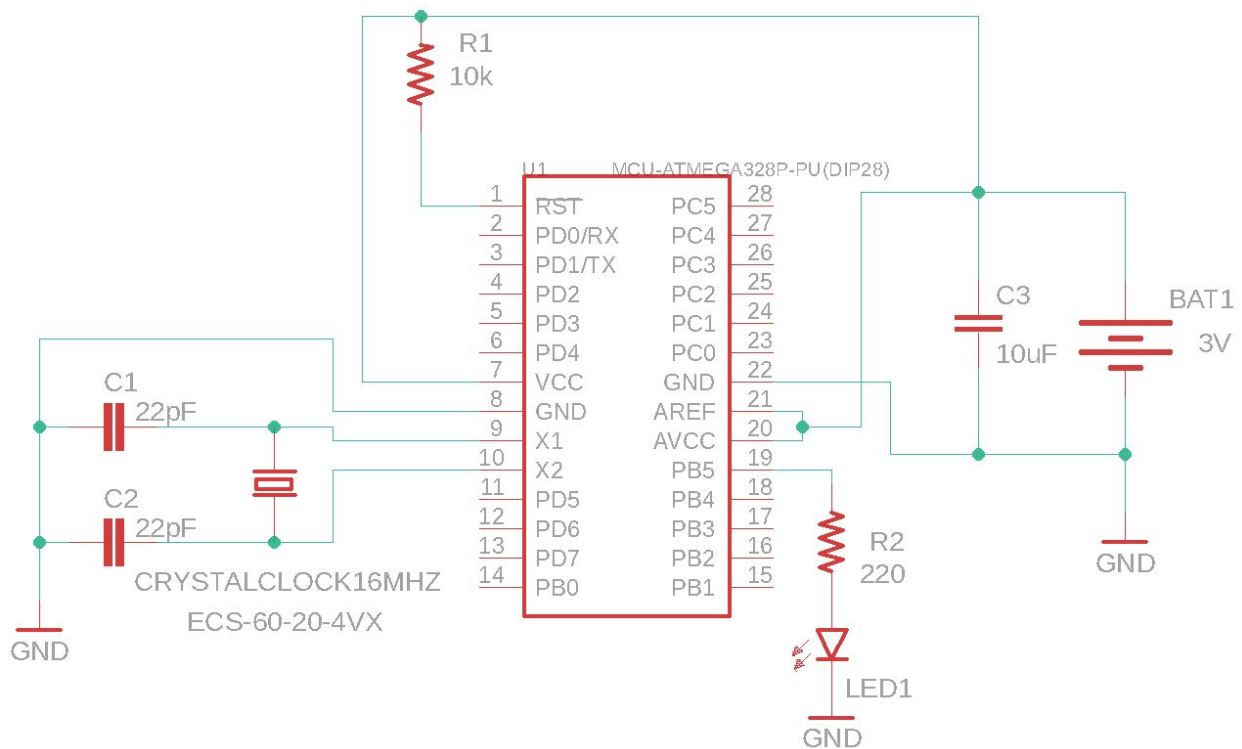 R1
10k
U1
MCU-ATMEGA328P-PU(DIP28)
1
RST
2
PD0/RX
3
PD1/TX
4
PD2
5
PD3
6
PD4
7
VCC
8
GND
9
X1
10
X2
11
PD5
12
PD6
13
PD7
14
PB0
28
PC5
27
PC4
26
PC3
25
PC2
24
PC1
23
PC0
22
GND
21
AREF
20
AVCC
19
PB5
18
PB4
17
PB3
16
PB2
15
PB1
C1
22pF
C2
22pF
CRYSTALCLOCK16MHZ
ECS-60-20-4VX
GND
C3
10uF
BAT1
3V
GND
R2
220
LED1
GND